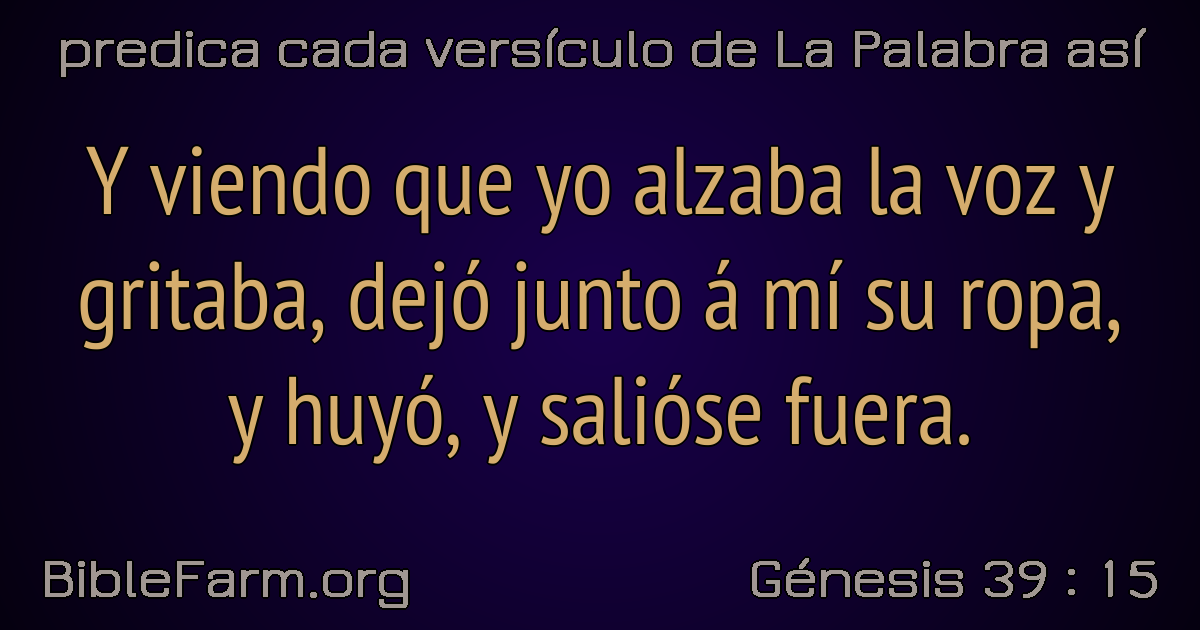 predica cada versículo de La Palabra así
Y viendo que yo alzaba la voz y
gritaba, dejó junto á mí su ropa,
y huyó, y salióse fuera.
BibleFarm.org
Génesis 39 : 15